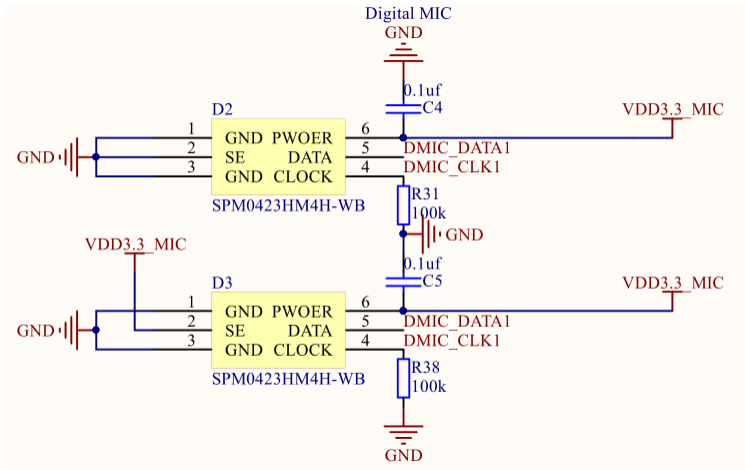 Digital MIC
GND
0.1uf
C4
D2
VDD3.3_MIC
1 GND PWOER 6
2 SE DATA 5 DMIC_DATA1
3 GND CLOCK 4 DMIC_CLK1
GND
SPM0423HM4H-WB
R31
100k
GND
VDD3.3_MIC
0.1uf
C5
D3
VDD3.3_MIC
1 GND PWOER 6
2 SE DATA 5 DMIC_DATA1
3 GND CLOCK 4 DMIC_CLK1
GND
SPM0423HM4H-WB
R38
100k
GND